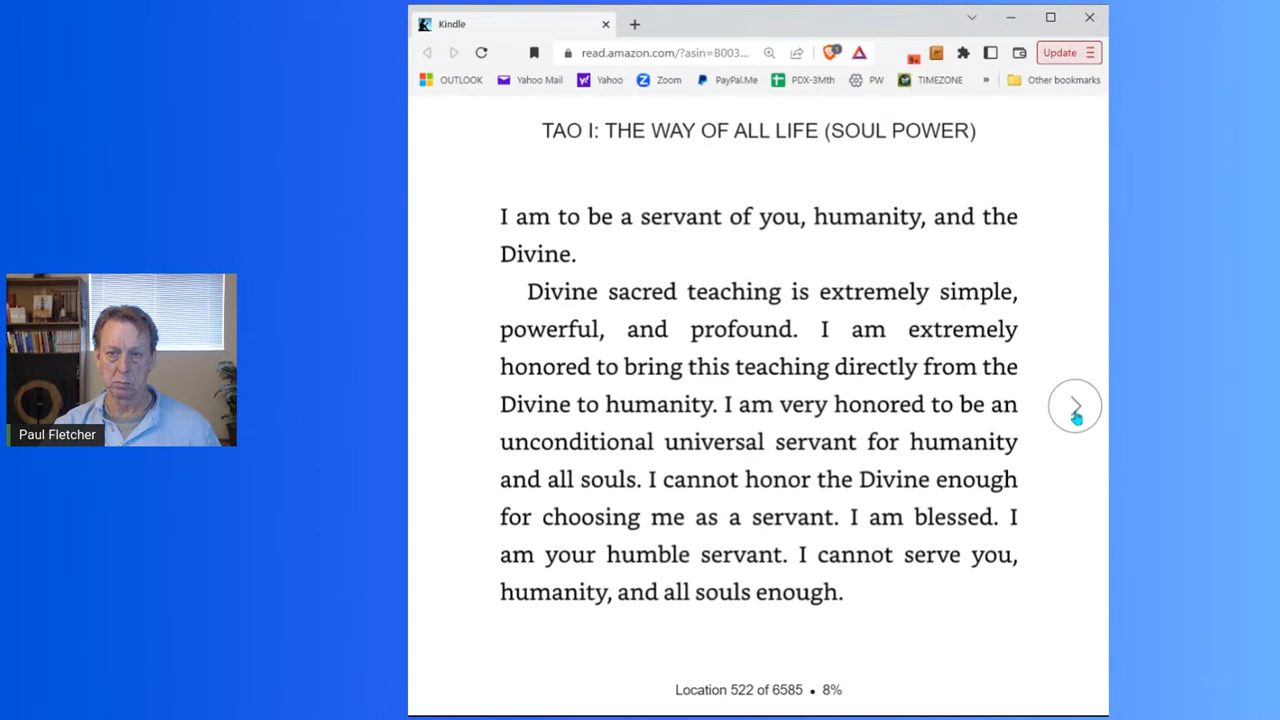 Kindle
read.amazon.com/?asin=B003...
Update
OUTLOOK Yahoo Mail Yahoo Zoom PayPal.Me PDX-3Mth PW TIMEZONE » Other bookmarks
TAO I: THE WAY OF ALL LIFE (SOUL POWER)
I am to be a servant of you, humanity, and the
Divine.
Divine sacred teaching is extremely simple,
powerful, and profound. I am extremely
honored to bring this teaching directly from the
Divine to humanity. I am very honored to be an
unconditional universal servant for humanity
and all souls. I cannot honor the Divine enough
for choosing me as a servant. I am blessed. I
am your humble servant. I cannot serve you,
humanity, and all souls enough.
Paul Fletcher
Location 522 of 6585 • 8%